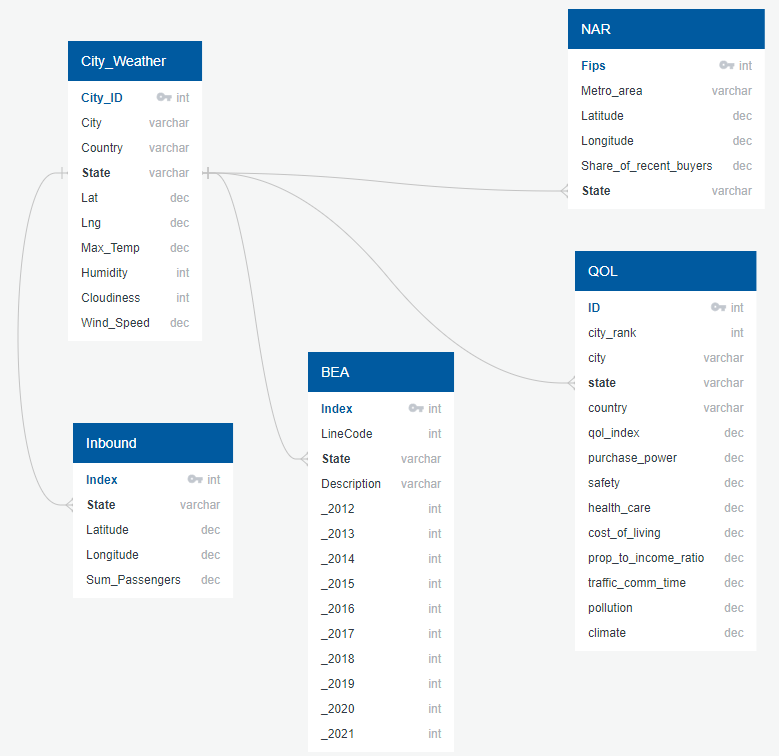 City_Weather
City_ID int
City varchar
Country varchar
State varchar
Lat dec
Lng dec
Max_Temp dec
Humidity int
Cloudiness int
Wind_Speed dec
NAR
Fips int
Metro_area varchar
Latitude dec
Longitude dec
Share_of_recent_buyers dec
State varchar
QOL
ID int
city_rank int
city varchar
state varchar
country varchar
qol_index dec
purchase_power dec
safety dec
health_care dec
cost_of_living dec
prop_to_income_ratio dec
traffic_comm_time dec
pollution dec
climate dec
BEA
Index int
LineCode int
State varchar
Description varchar
_2012 int
_2013 int
_2014 int
_2015 int
_2016 int
_2017 int
_2018 int
_2019 int
_2020 int
_2021 int
Inbound
Index int
State varchar
Latitude dec
Longitude dec
Sum_Passengers dec